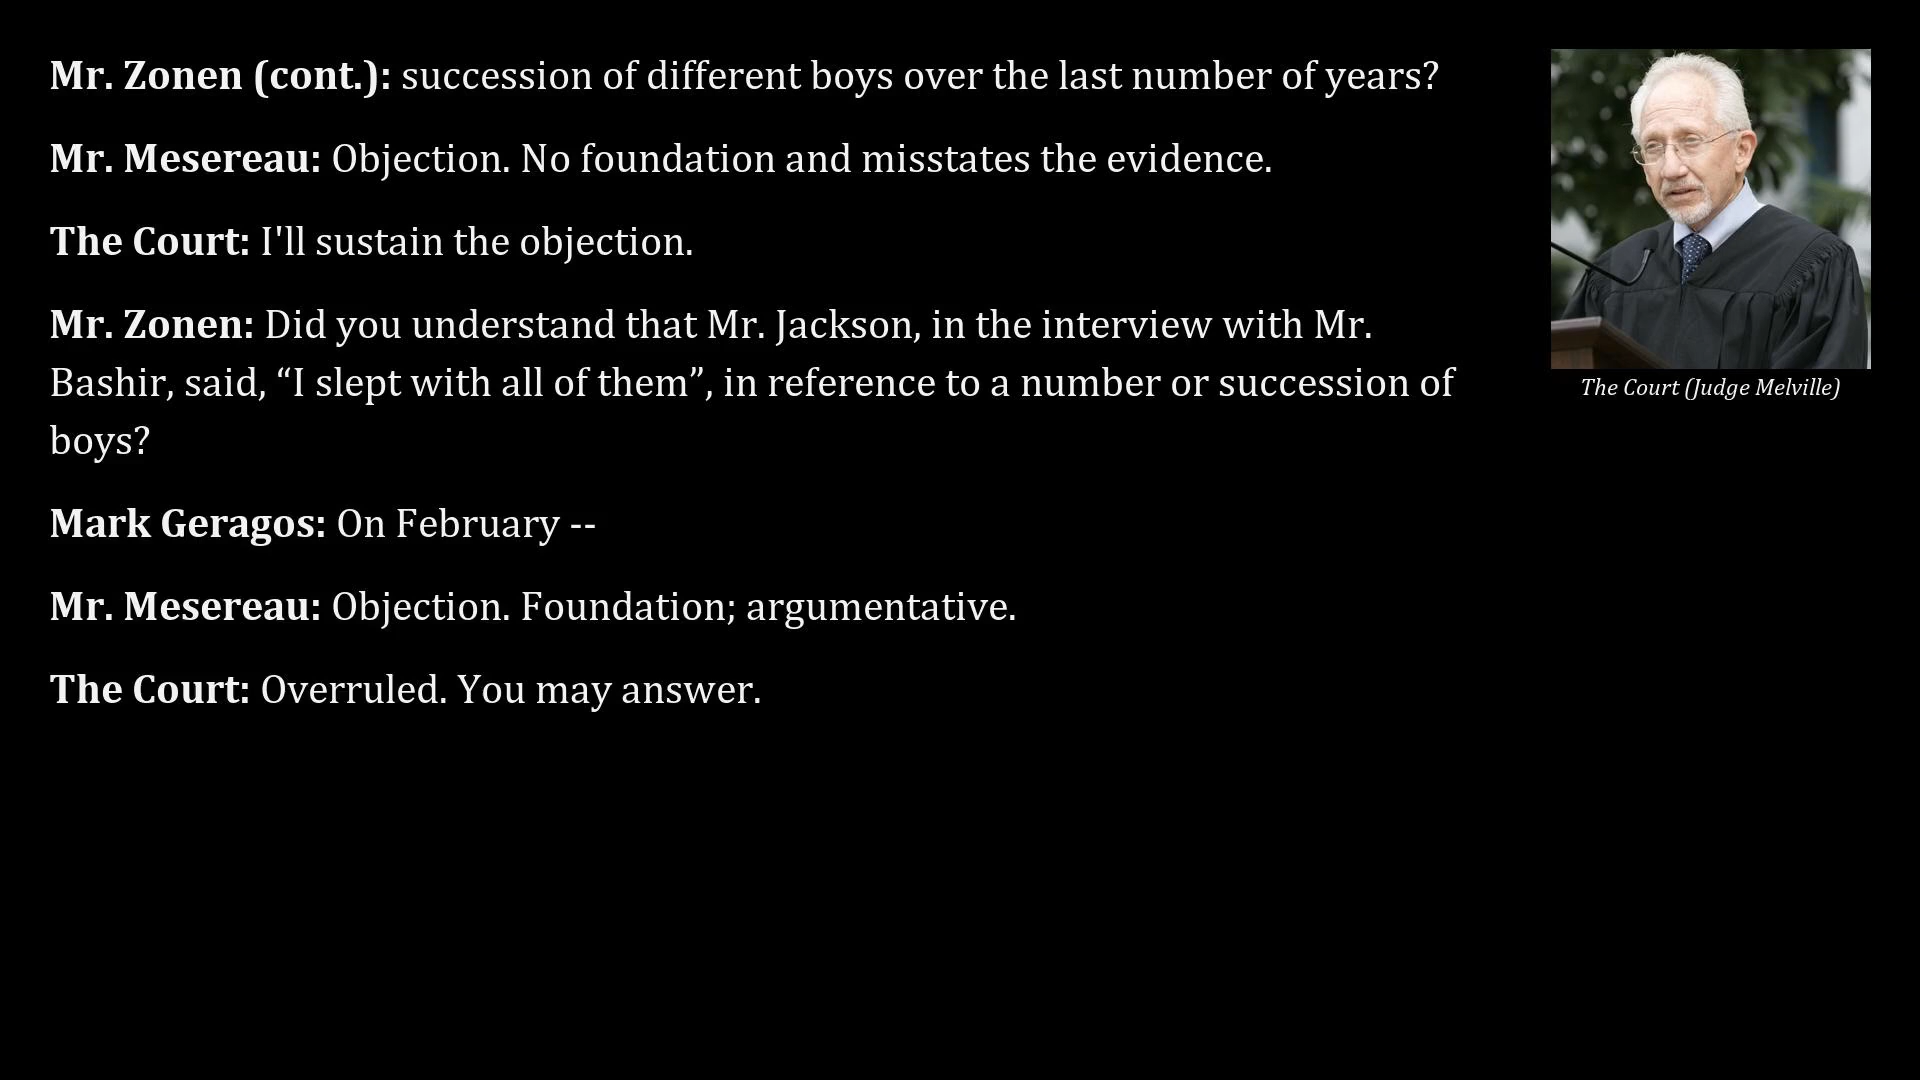 Mr. Zonen (cont.): succession of different boys over the last number of years?
Mr. Mesereau: Objection. No foundation and misstates the evidence.
The Court: I'll sustain the objection.
Mr. Zonen: Did you understand that Mr. Jackson, in the interview with Mr.
Bashir, said, “I slept with all of them”, in reference to a number or succession of
boys?
Mark Geragos: On February --
Mr. Mesereau: Objection. Foundation; argumentative.
The Court: Overruled. You may answer.
The Court (Judge Melville)